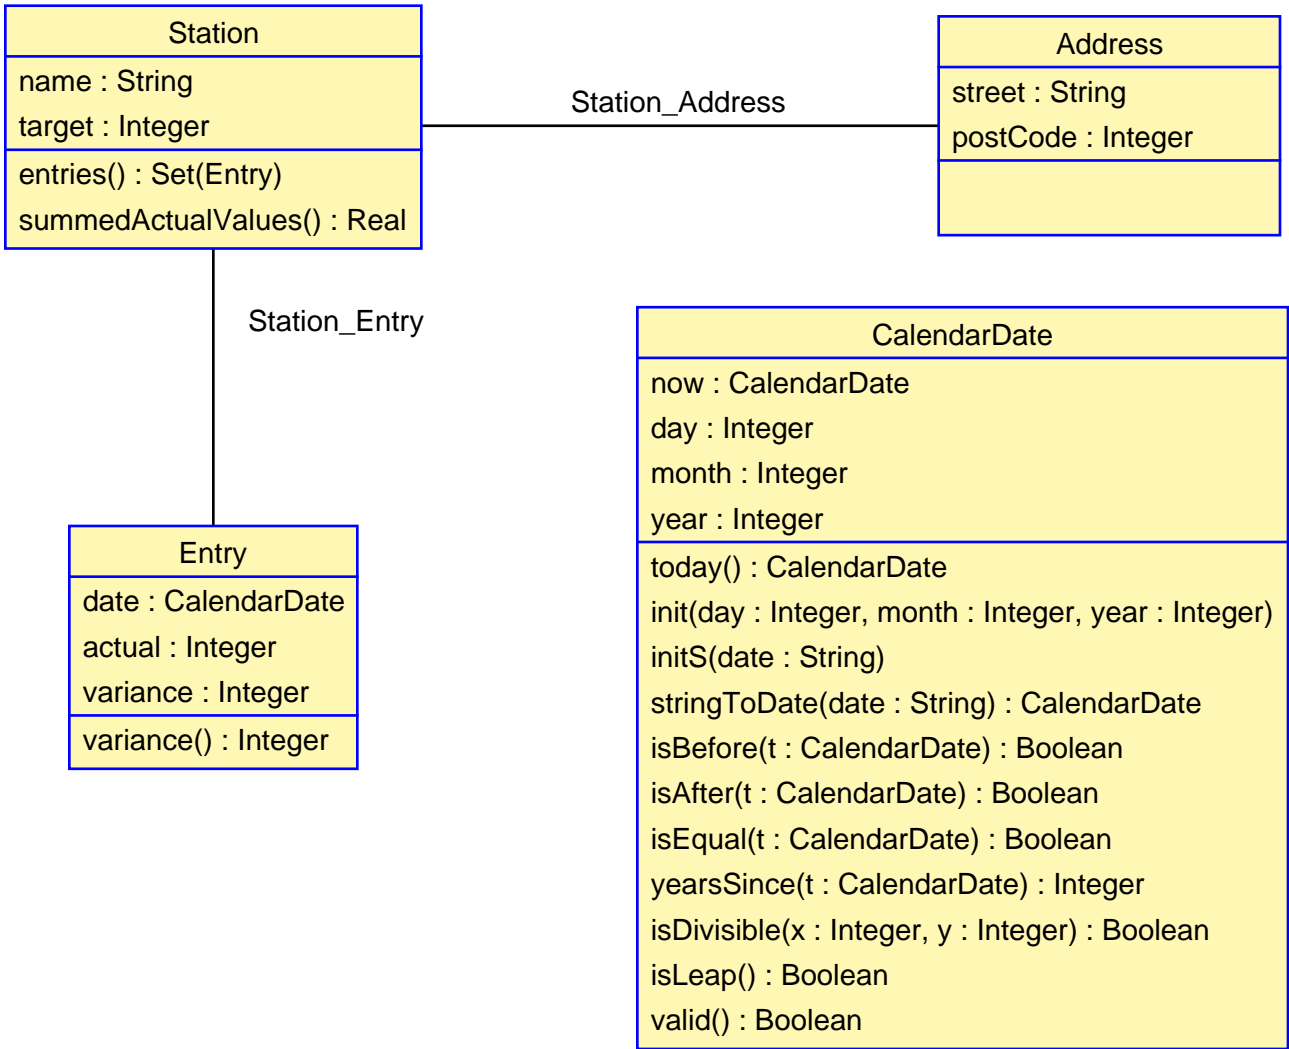 Station
name : String
target : Integer
entries() : Set(Entry)
summedActualValues() : Real
Station_Address
Address
street : String
postCode : Integer
Station_Entry
Entry
date : CalendarDate
actual : Integer
variance : Integer
variance() : Integer
CalendarDate
now : CalendarDate
day : Integer
month : Integer
year : Integer
today() : CalendarDate
init(day : Integer, month : Integer, year : Integer)
initS(date : String)
stringToDate(date : String) : CalendarDate
isBefore(t : CalendarDate) : Boolean
isAfter(t : CalendarDate) : Boolean
isEqual(t : CalendarDate) : Boolean
yearsSince(t : CalendarDate) : Integer
isDivisible(x : Integer, y : Integer) : Boolean
isLeap() : Boolean
valid() : Boolean